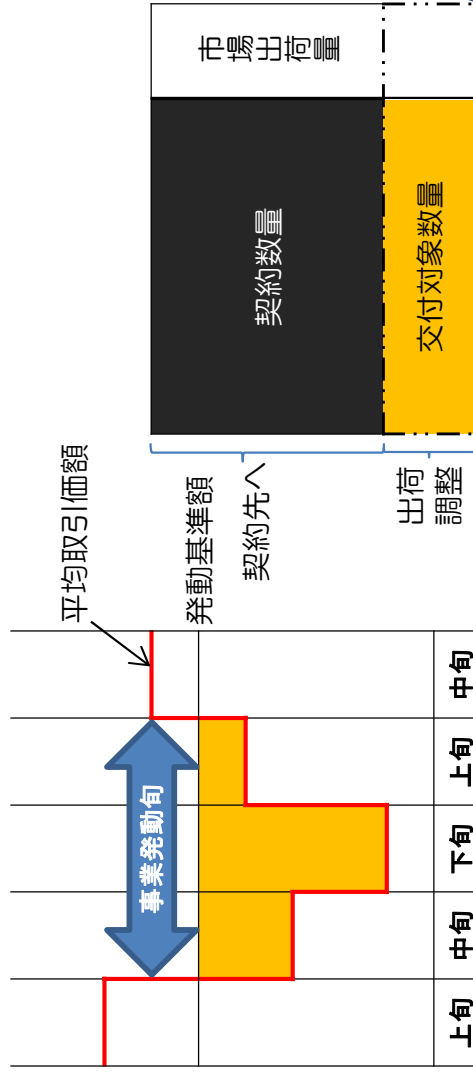 平均取引価額
事業発動旬
発動基準額
上旬
中旬
下旬
上旬
中旬
契約先へ
出荷
調整
契約数量
交付対象数量
市場出荷量